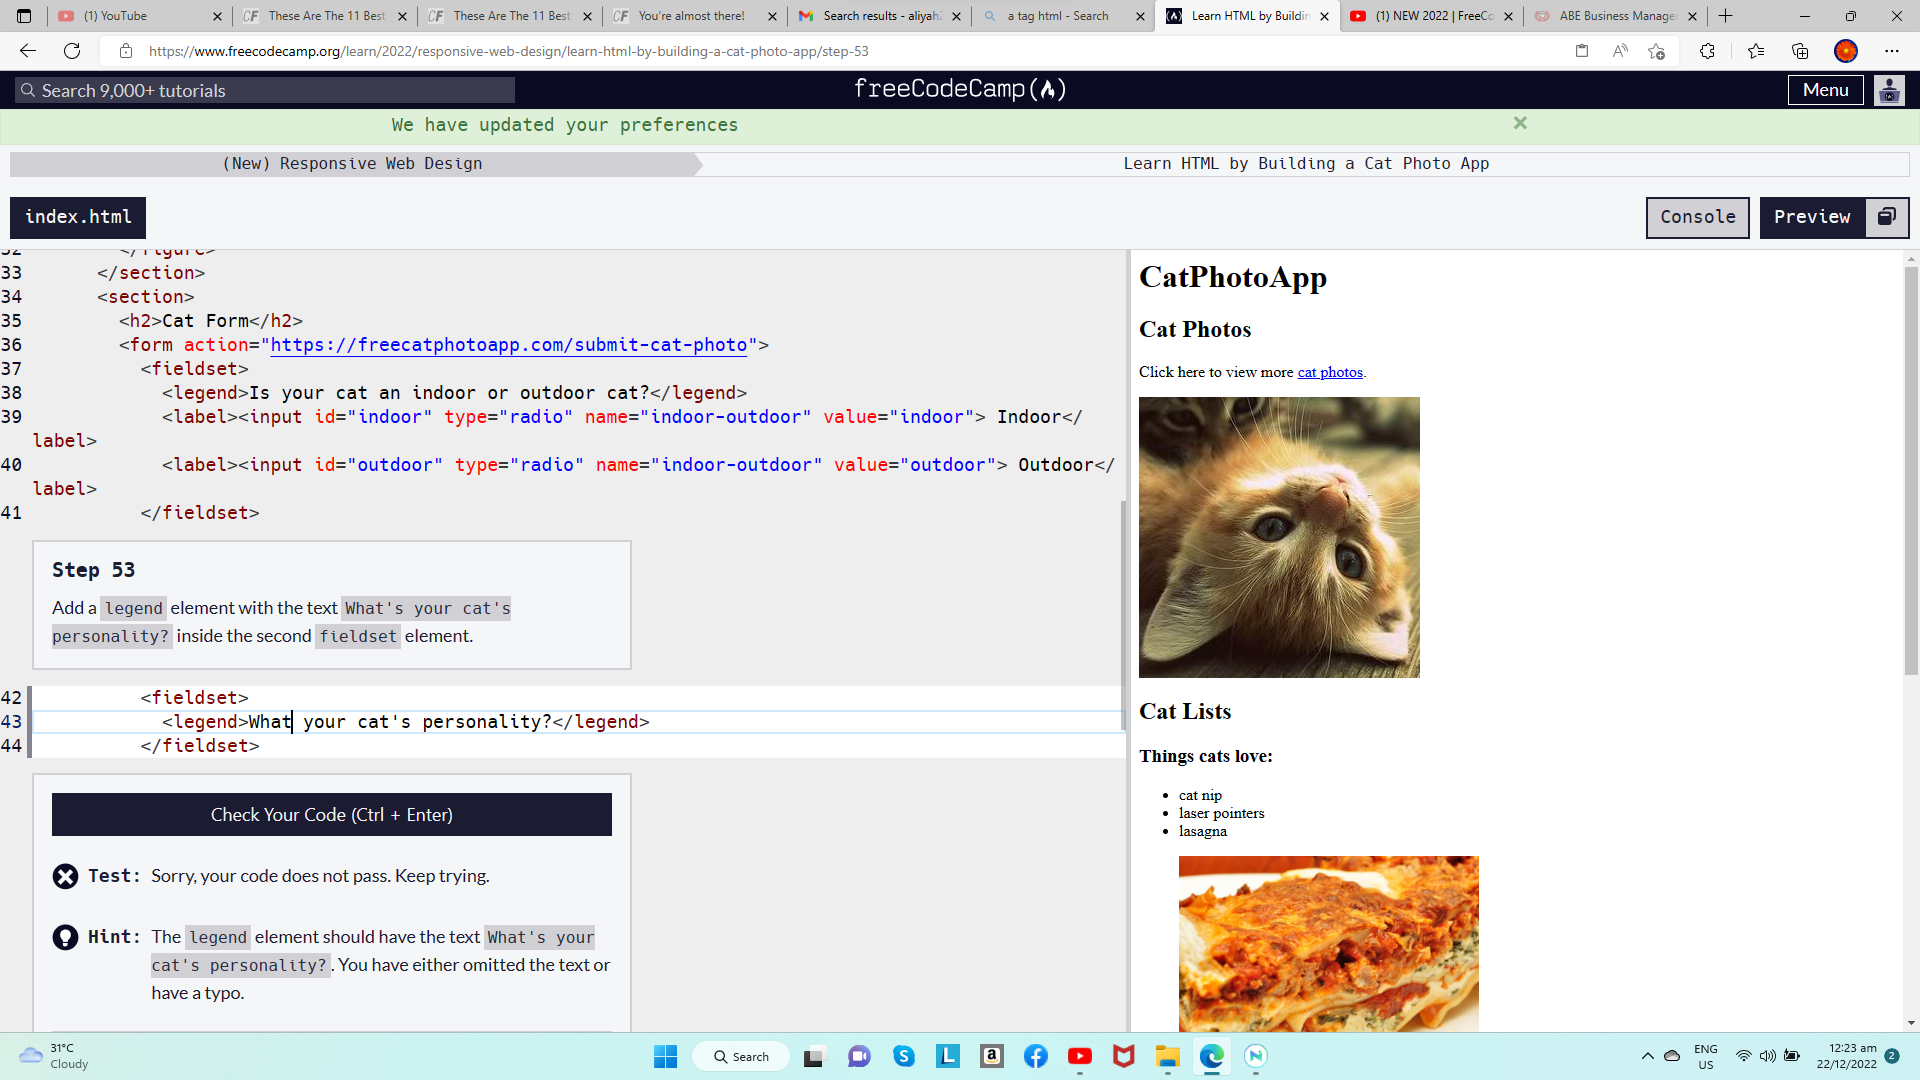 (1) YouTube
These Are The 11 Best
These Are The 11 Best
You're almost there!
Search results - aliyah
a tag html - Search
Learn HTML by Buildin
(1) NEW 2022 | FreeCo
ABE Business Manage
https://www.freecodecamp.org/learn/2022/responsive-web-design/learn-html-by-building-a-cat-photo-app/step-53
Search 9,000+ tutorials
freeCodeCamp
Menu
We have updated your preferences
(New) Responsive Web Design
Learn HTML by Building a Cat Photo App
index.html
Console
Preview
32 </figure>
33 </section>
34 <section>
35 <h2>Cat Form</h2>
36 <form action="https://freecatphotoapp.com/submit-cat-photo">
37 <fieldset>
38 <legend>Is your cat an indoor or outdoor cat?</legend>
39 <label><input id="indoor" type="radio" name="indoor-outdoor" value="indoor"> Indoor</
label>
40 <label><input id="outdoor" type="radio" name="indoor-outdoor" value="outdoor"> Outdoor</
label>
41 </fieldset>
Step 53
Add a legend element with the text What's your cat's
personality? inside the second fieldset element.
42 <fieldset>
43 <legend>What your cat's personality?</legend>
44 </fieldset>
Check Your Code (Ctrl + Enter)
Test: Sorry, your code does not pass. Keep trying.
Hint: The legend element should have the text What's your
cat's personality?. You have either omitted the text or
have a typo.
CatPhotoApp
Cat Photos
Click here to view more cat photos.
Cat Lists
Things cats love:
cat nip
laser pointers
lasagna
31°C
Cloudy
Search
ENG
US
12:23 am
22/12/2022
2